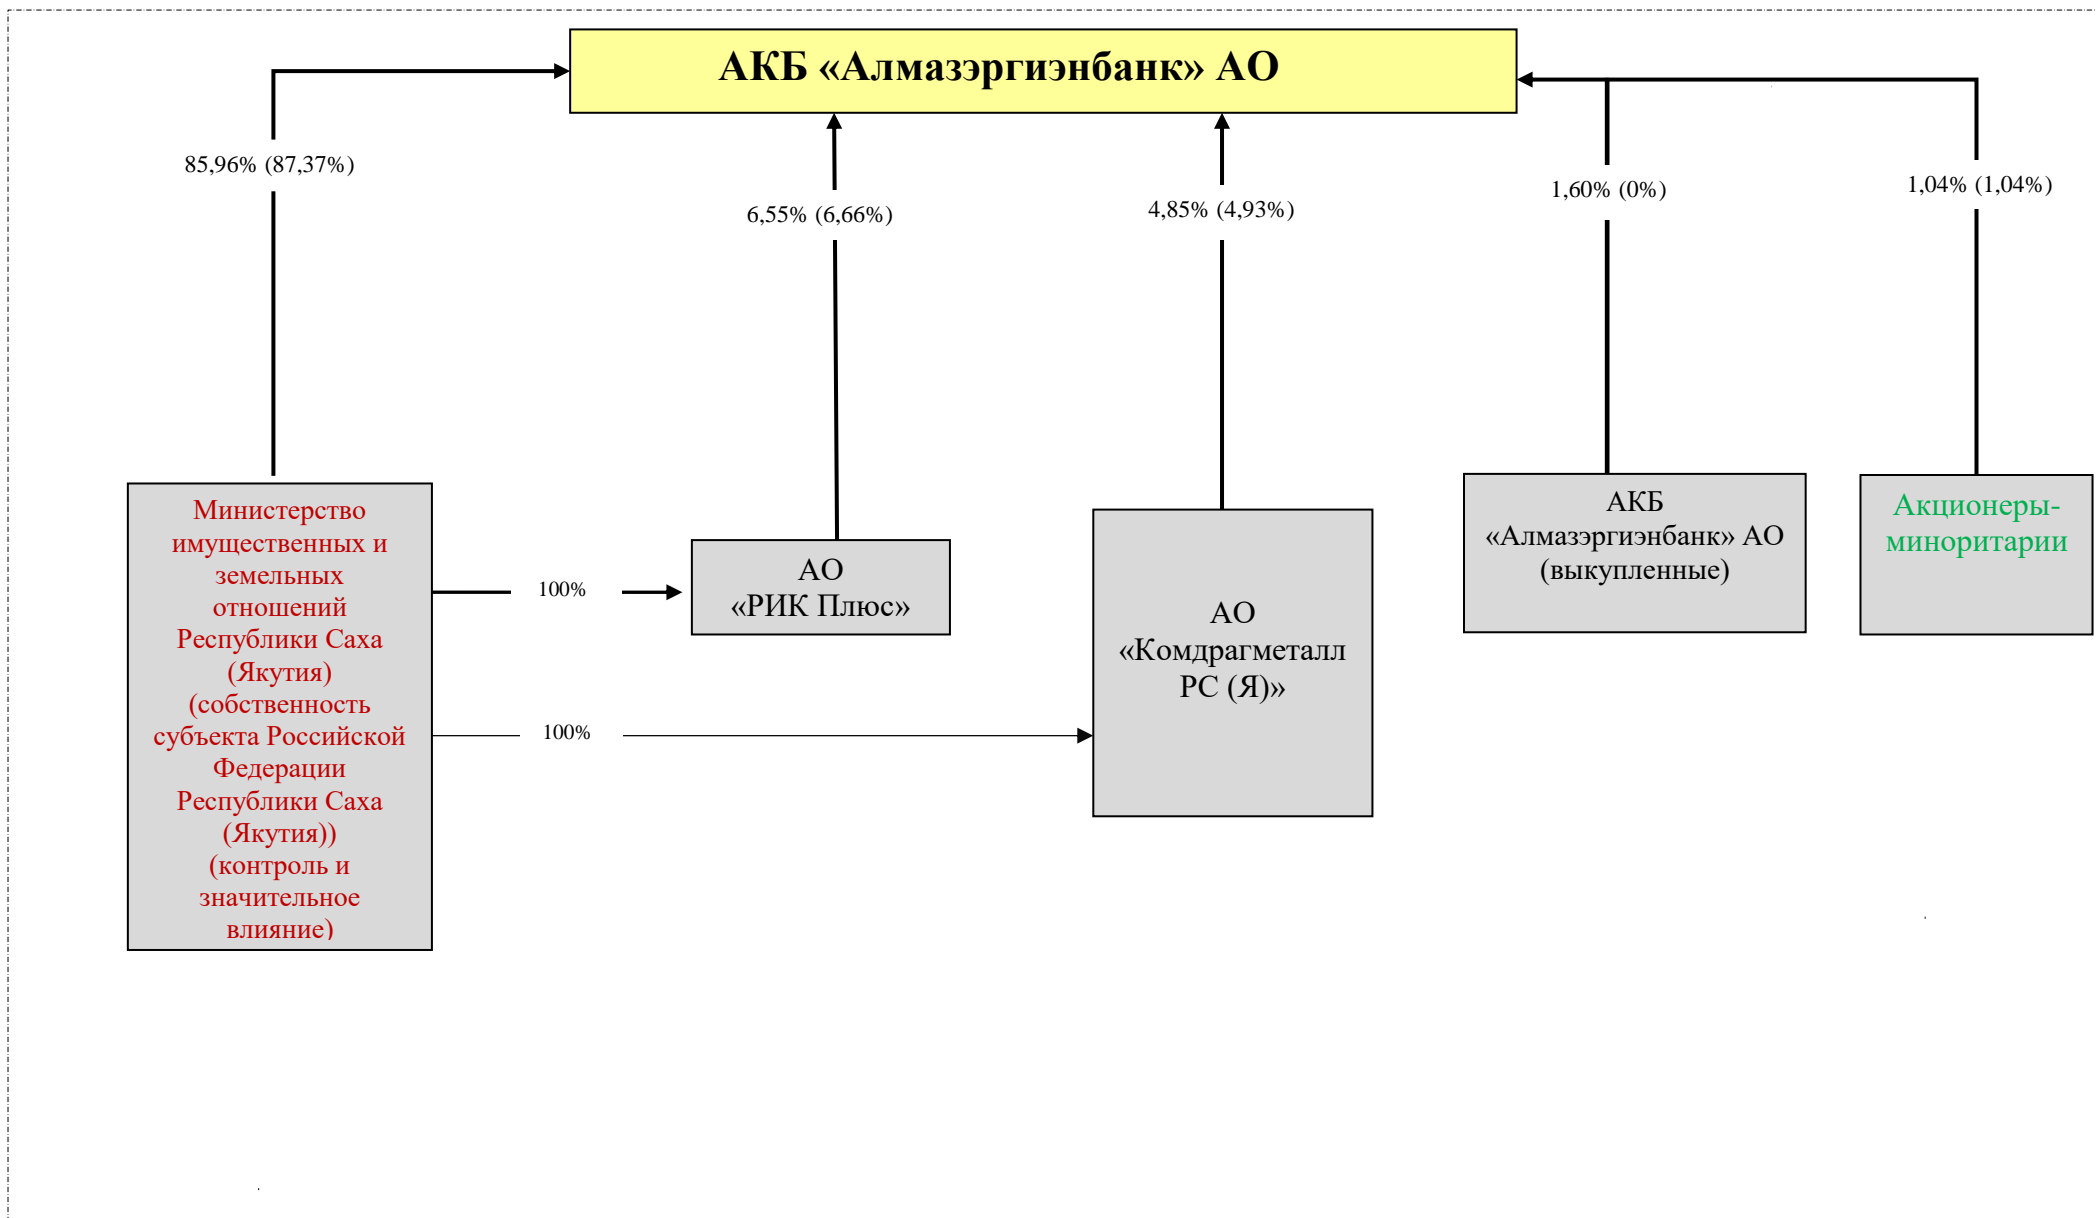 АКБ «Алмазэргиэнбанк» АО
85,96% (87,37%)
6,55% (6,66%)
4,85% (4,93%)
1,60% (0%)
1,04% (1,04%)
Министерство
имущественных и
земельных
отношений
Республики Саха
(Якутия)
(собственность
субъекта Российской
Федерации
Республики Саха
(Якутия))
(контроль и
значительное
влияние)
100%
100%
АО
«РИК Плюс»
АО
«Комдрагметалл
РС (Я)»
АКБ
«Алмазэргиэнбанк» АО
(выкупленные)
Акционеры-
миноритарии